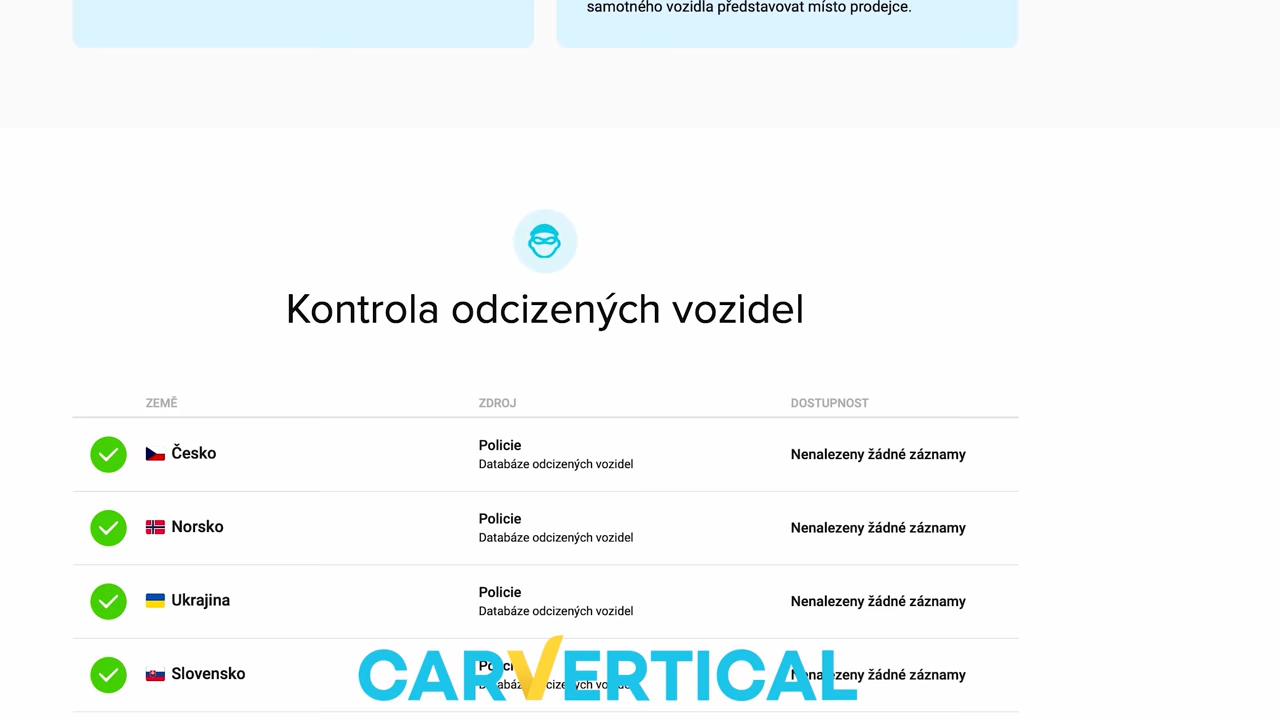 samotného vozidla představovat místo prodejce.
Kontrola odcizených vozidel
ZEMĚ ZDROJ DOSTUPNOST
Česko Policie Nenalezeny žádné záznamy
Databáze odcizených vozidel
Norsko Policie Nenalezeny žádné záznamy
Databáze odcizených vozidel
Ukrajina Policie Nenalezeny žádné záznamy
Databáze odcizených vozidel
Slovensko žádné záznamy
CARVERTICAL